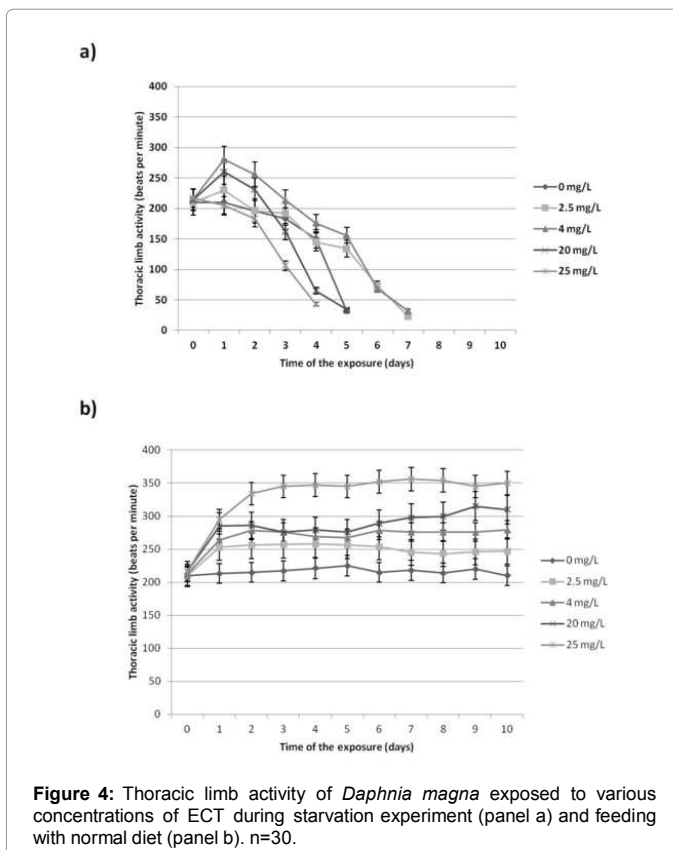 a)
400
350
300
250
200
150
100
50
0
Thoracic limb activity (beats per minute)
0 1 2 3 4 5 6 7 8 9 10
Time of the exposure (days)
0 mg/L
2.5 mg/L
4 mg/L
20 mg/L
25 mg/L
b)
400
350
300
250
200
150
100
50
0
Thoracic limb activity (beats per minute)
0 1 2 3 4 5 6 7 8 9 10
Time of the exposure (days)
0 mg/L
2.5 mg/L
4 mg/L
20 mg/L
25 mg/L
Figure 4: Thoracic limb activity of Daphnia magna exposed to various
concentrations of ECT during starvation experiment (panel a) and feeding
with normal diet (panel b). n=30.